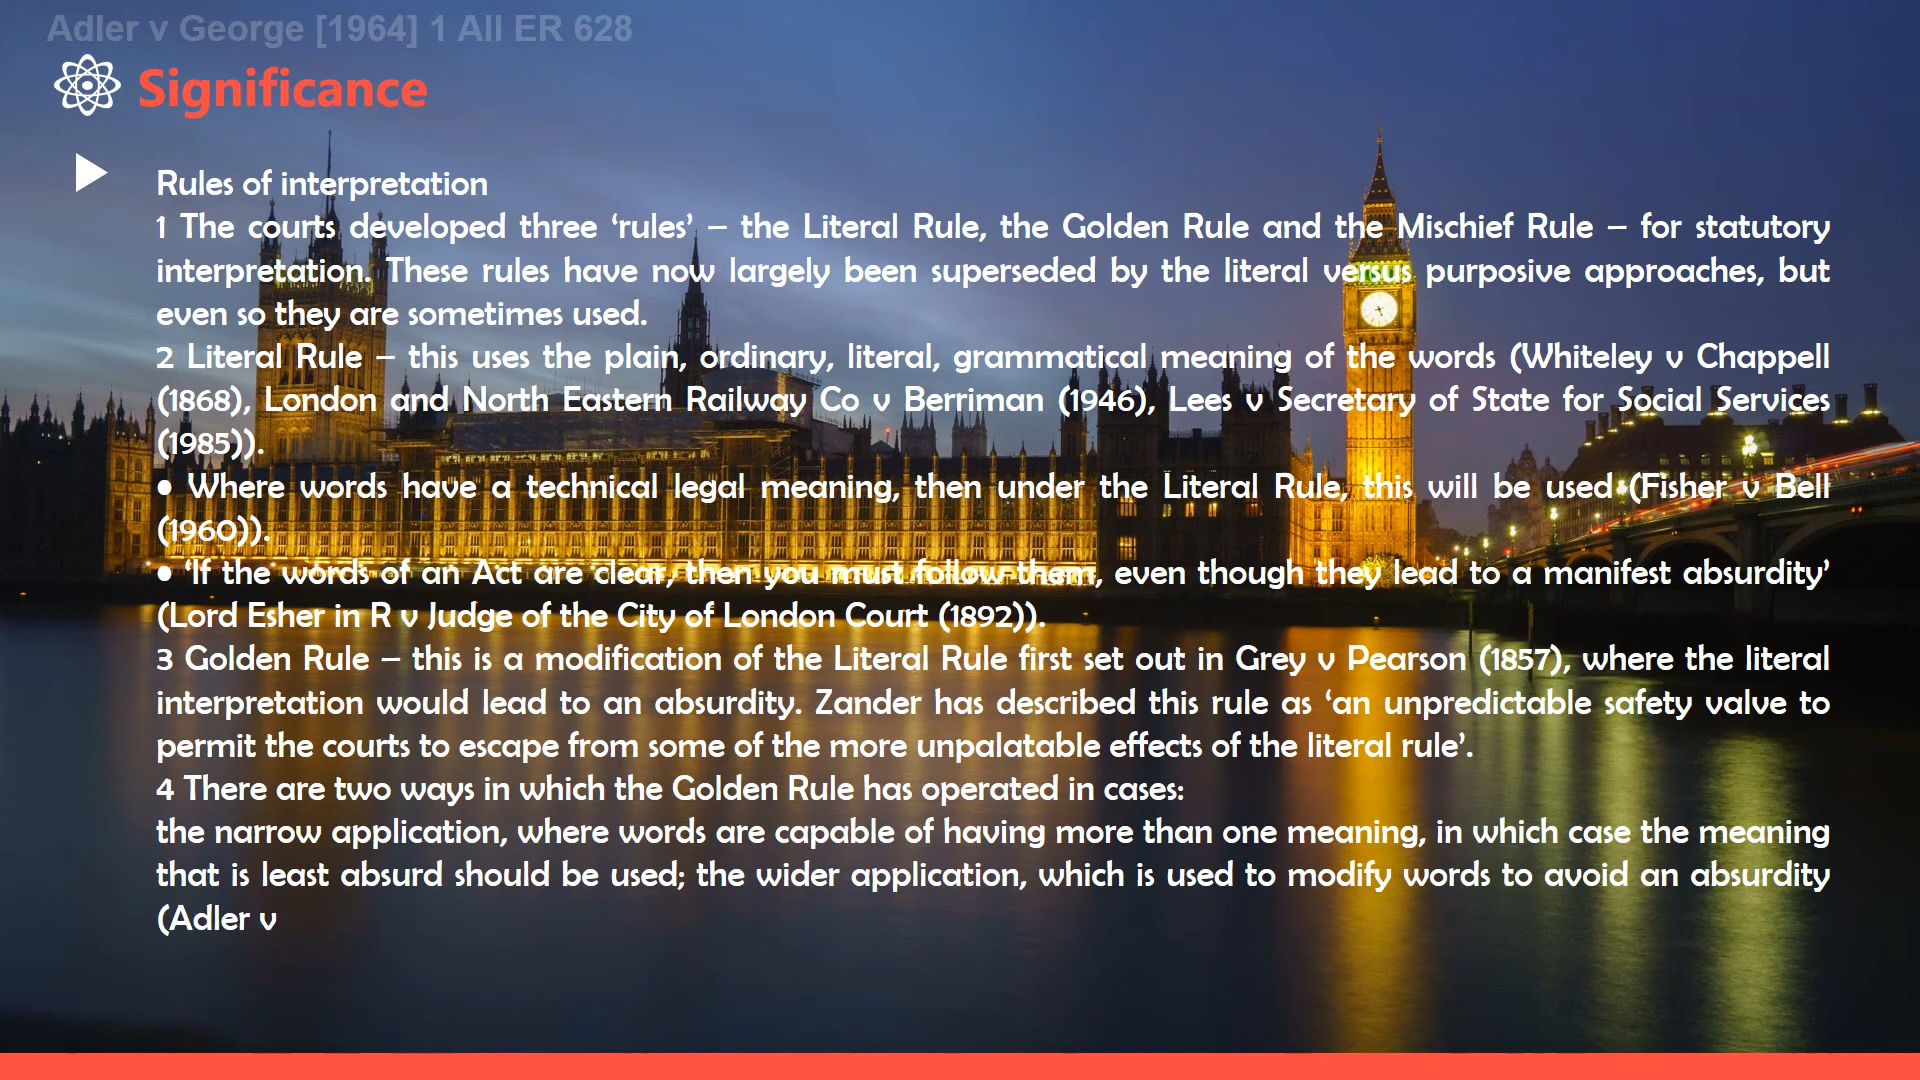 Adler v George [1964] 1 All ER 628
Significance
Rules of interpretation
1 The courts developed three ‘rules’ – the Literal Rule, the Golden Rule and the Mischief Rule – for statutory
interpretation. These rules have now largely been superseded by the literal versus purposive approaches, but
even so they are sometimes used.
2 Literal Rule – this uses the plain, ordinary, literal, grammatical meaning of the words (Whiteley v Chappell
(1868), London and North Eastern Railway Co v Berriman (1946), Lees v Secretary of State for Social Services
(1985)).
• Where words have a technical legal meaning, then under the Literal Rule, this will be used (Fisher v Bell
(1960)).
• ‘If the words of an Act are clear, then you must follow them, even though they lead to a manifest absurdity’
(Lord Esher in R v Judge of the City of London Court (1892)).
3 Golden Rule – this is a modification of the Literal Rule first set out in Grey v Pearson (1857), where the literal
interpretation would lead to an absurdity. Zander has described this rule as ‘an unpredictable safety valve to
permit the courts to escape from some of the more unpalatable effects of the literal rule’.
4 There are two ways in which the Golden Rule has operated in cases:
the narrow application, where words are capable of having more than one meaning, in which case the meaning
that is least absurd should be used; the wider application, which is used to modify words to avoid an absurdity
(Adler v